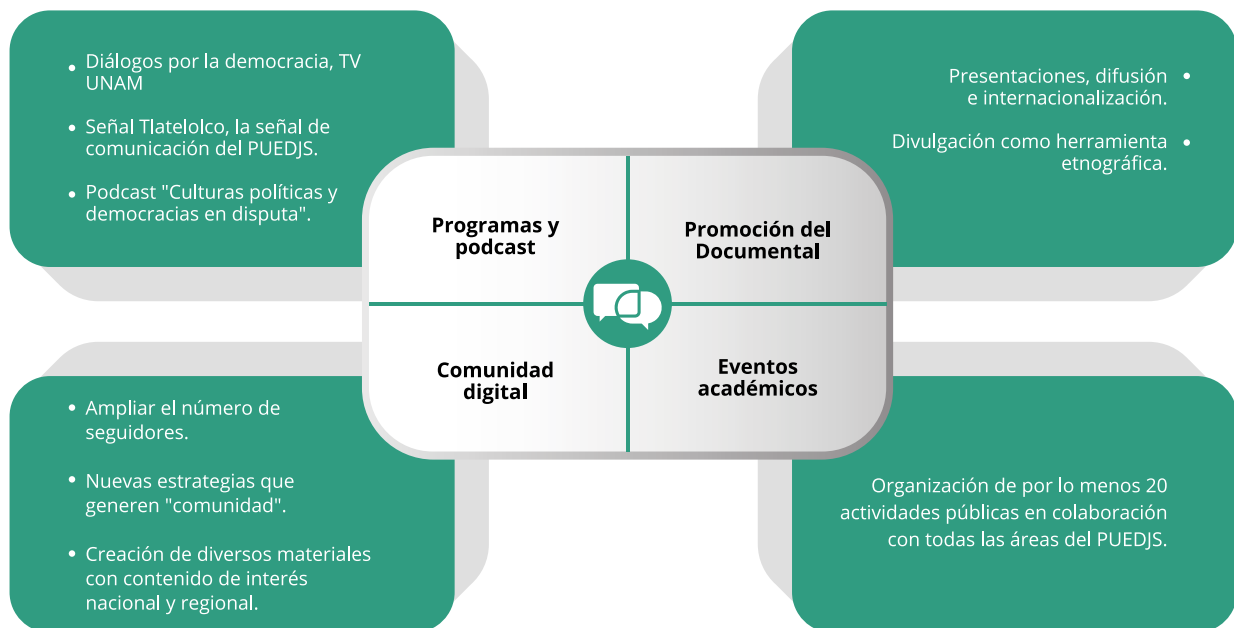 Diálogos por la democracia, TV
UNAM
Señal Tlatelolco, la señal de
comunicación del PUEDJS.
Podcast "Culturas políticas y
democracias en disputa".
Presentaciones, difusión
e internacionalización.
Divulgación como herramienta
etnográfica.
Programas y
podcast
Promoción del
Documental
Comunidad
digital
Eventos
académicos
Ampliar el número de
seguidores.
Nuevas estrategias que
generen "comunidad".
Creación de diversos materiales
con contenido de interés
nacional y regional.
Organización de por lo menos 20
actividades públicas en colaboración
con todas las áreas del PUEDJS.